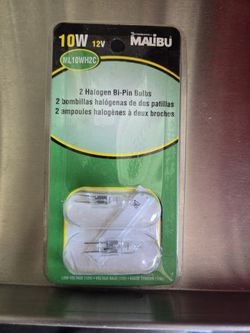 10W 12V
MALIBU
ML10WH2C
2 Halogen Bi-Pin Bulbs
2 bombillas halógenas de dos patillas
2 ampoules halogènes à deux broches